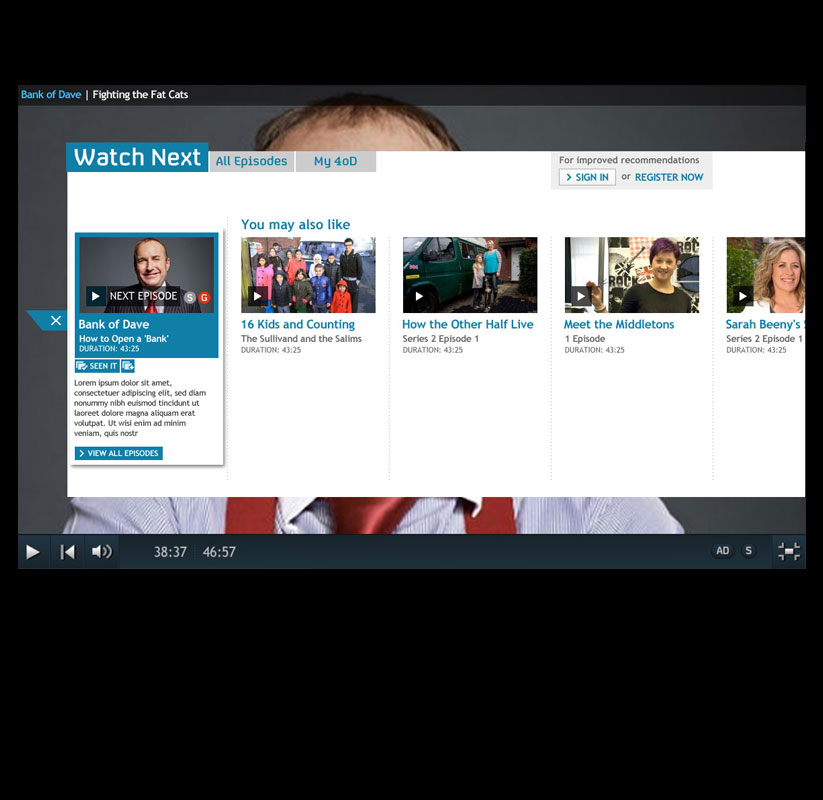 Bank of Dave | Fighting the Fat Cats
Watch Next
All Episodes
My 4oD
For improved recommendations
SIGN IN or REGISTER NOW
You may also like
NEXT EPISODE S G
Bank of Dave
How to Open a 'Bank'
DURATION: 43:25
SEEN IT
Lorem ipsum dolor sit amet,
consectetuer adipiscing elit, sed diam
nonummy nibh euismod tincidunt ut
laoreet dolore magna aliquam erat
volutpat. Ut wisi enim ad minim
veniam, quis nostr
VIEW ALL EPISODES
16 Kids and Counting
The Sullivand and the Salims
DURATION: 43:25
How the Other Half Live
Series 2 Episode 1
DURATION: 43:25
Meet the Middletons
1 Episode
DURATION: 43:25
Sarah Beeny's S
Series 2 Episode 1
DURATION: 43:25
38:37 46:57
AD S